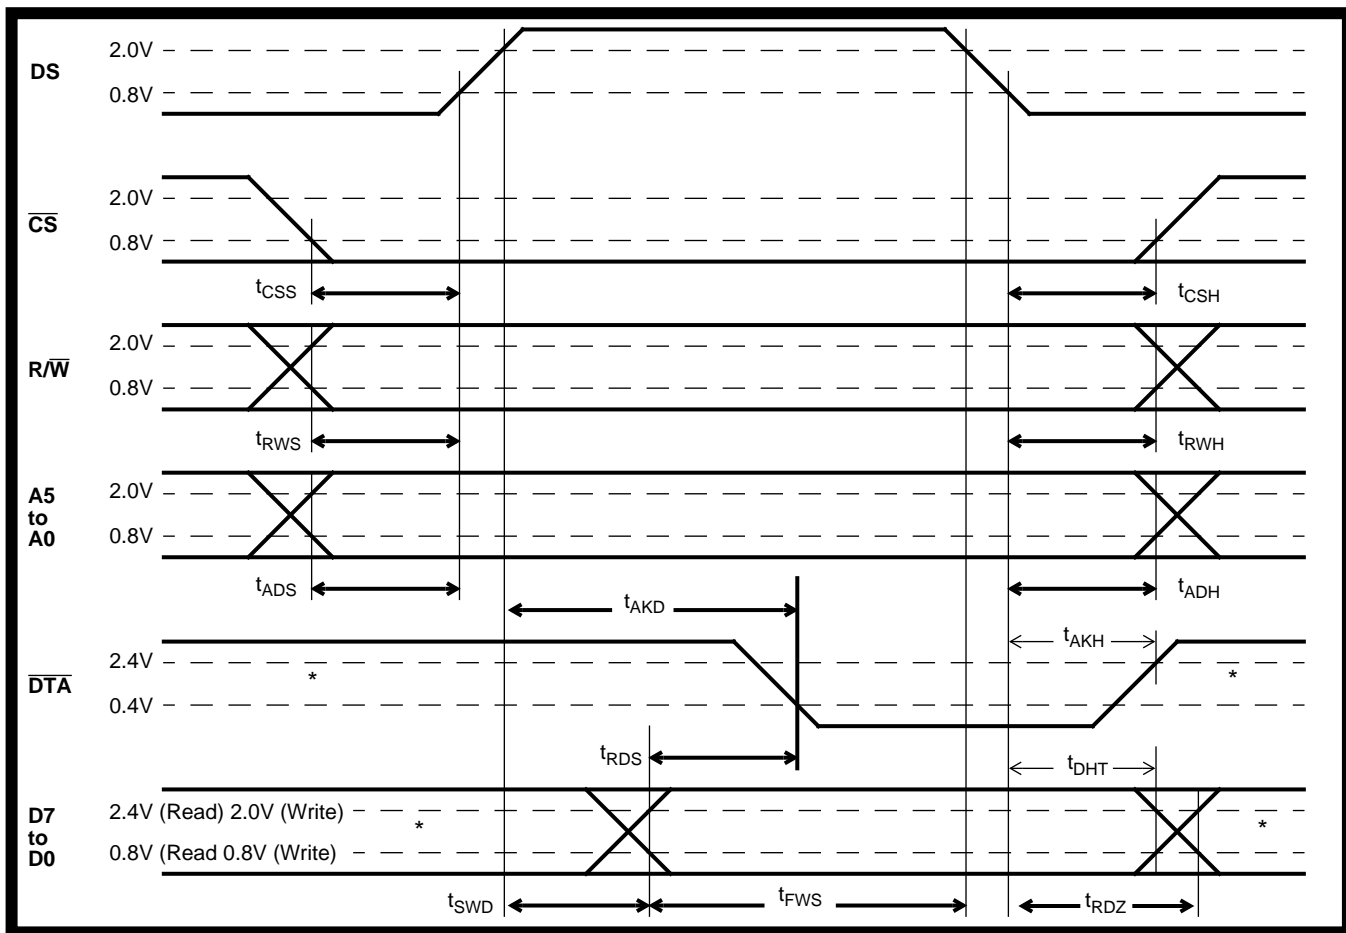 DS
2.0V
0.8V
CS
2.0V
0.8V
tCSS
tCSH
R/W
2.0V
0.8V
tRWS
tRWH
A5
to
A0
2.0V
0.8V
tADS
tAKD
tADH
DTA
2.4V
0.4V
*
tAKH
*
tRDS
tDHT
D7
to
D0
2.4V (Read) 2.0V (Write)
0.8V (Read 0.8V (Write)
*
*
tSWD
tFWS
tRDZ